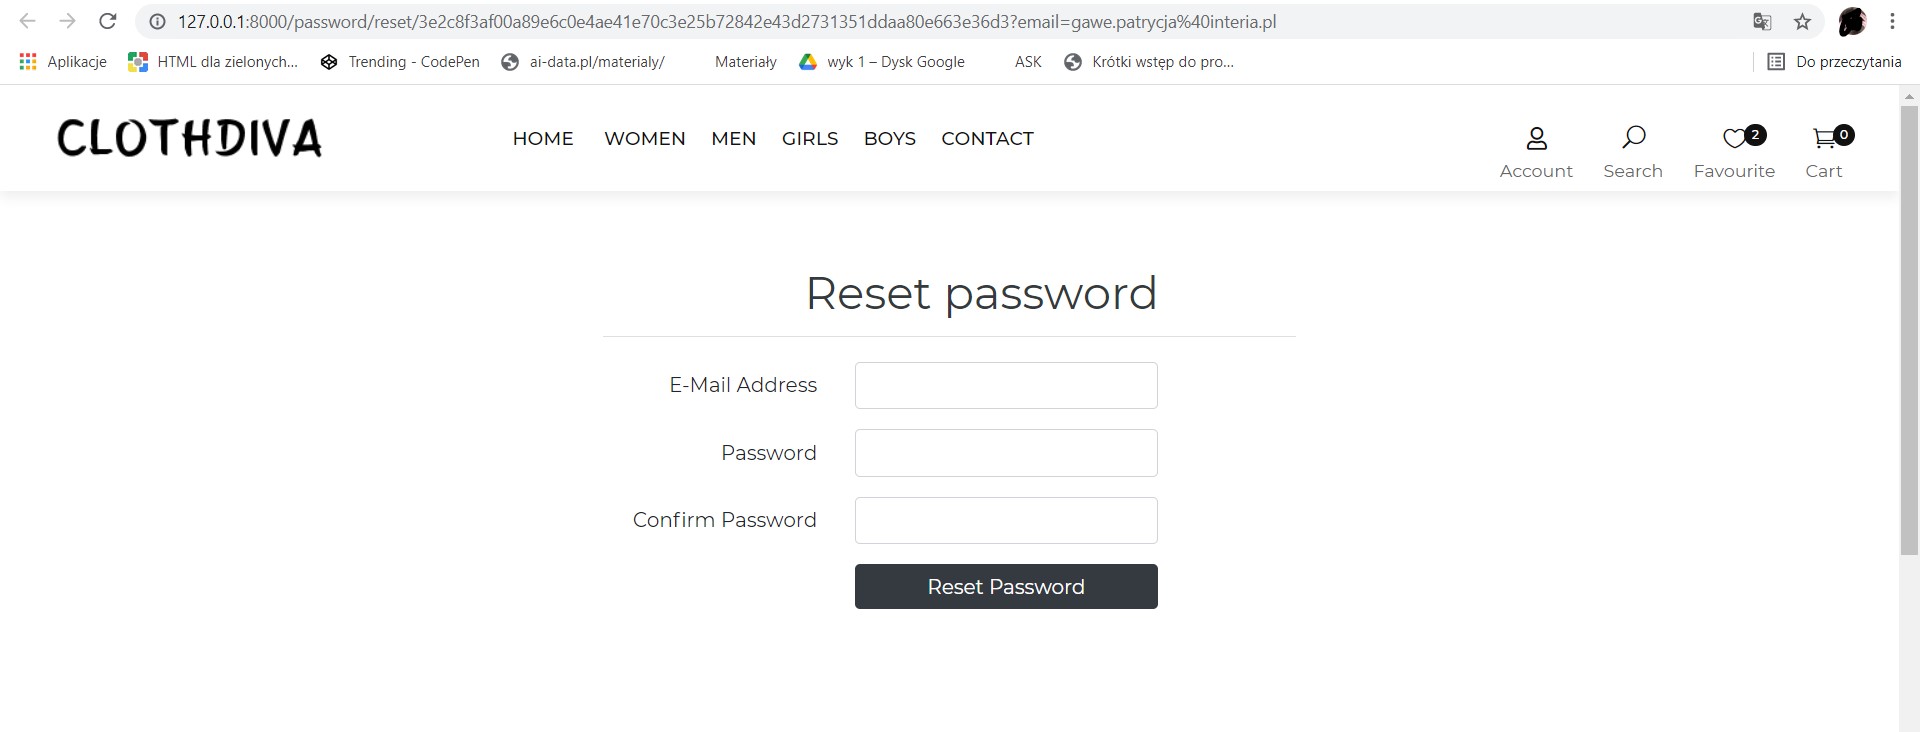 127.0.0.1:8000/password/reset/3e2c8f3af00a89e6c0e4ae41e70c3e25b72842e43d2731351ddaa80e663e36d3?email=gawe.patrycja%40interia.pl
Aplikacje HTML dla zielonych... Trending - CodePen ai-data.pl/materialy/ Materiały wyk 1 – Dysk Google ASK Krótki wstęp do pro... Do przeczytania
CLOTHDIVA HOME WOMEN MEN GIRLS BOYS CONTACT 2 0
Account Search Favourite Cart
Reset password
E-Mail Address
Password
Confirm Password
Reset Password